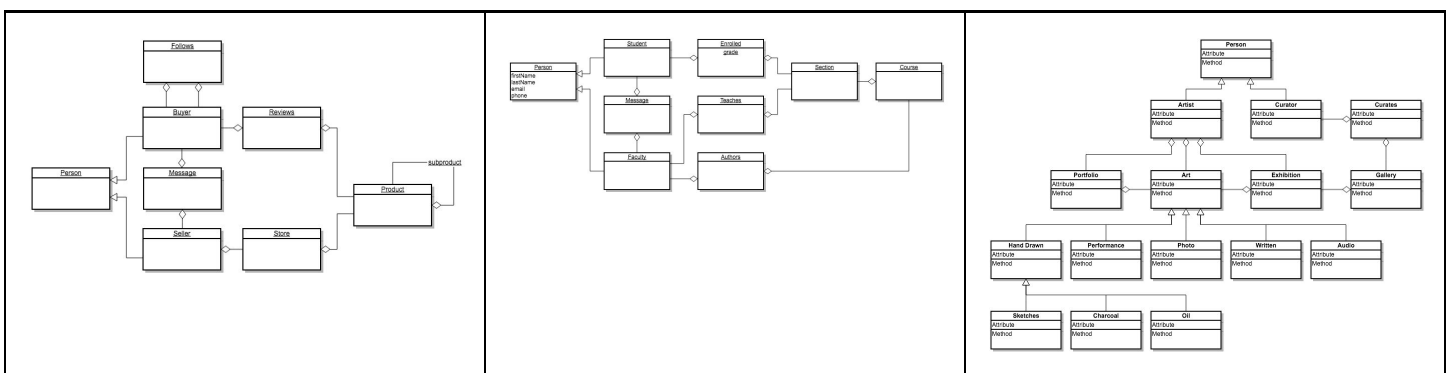 Follows
Buyer
Reviews
Person
Message
subproduct
Product
Seller
Store
Student
Enrolled
grade
Person
firstName
lastName
email
phone
Section
Course
Message
Teaches
Faculty
Authors
Person
Attribute
Method
Artist
Attribute
Method
Curator
Attribute
Method
Curates
Attribute
Method
Portfolio
Attribute
Method
Art
Attribute
Method
Exhibition
Attribute
Method
Gallery
Attribute
Method
Hand Drawn
Attribute
Method
Performance
Attribute
Method
Photo
Attribute
Method
Written
Attribute
Method
Audio
Attribute
Method
Sketches
Attribute
Method
Charcoal
Attribute
Method
Oil
Attribute
Method